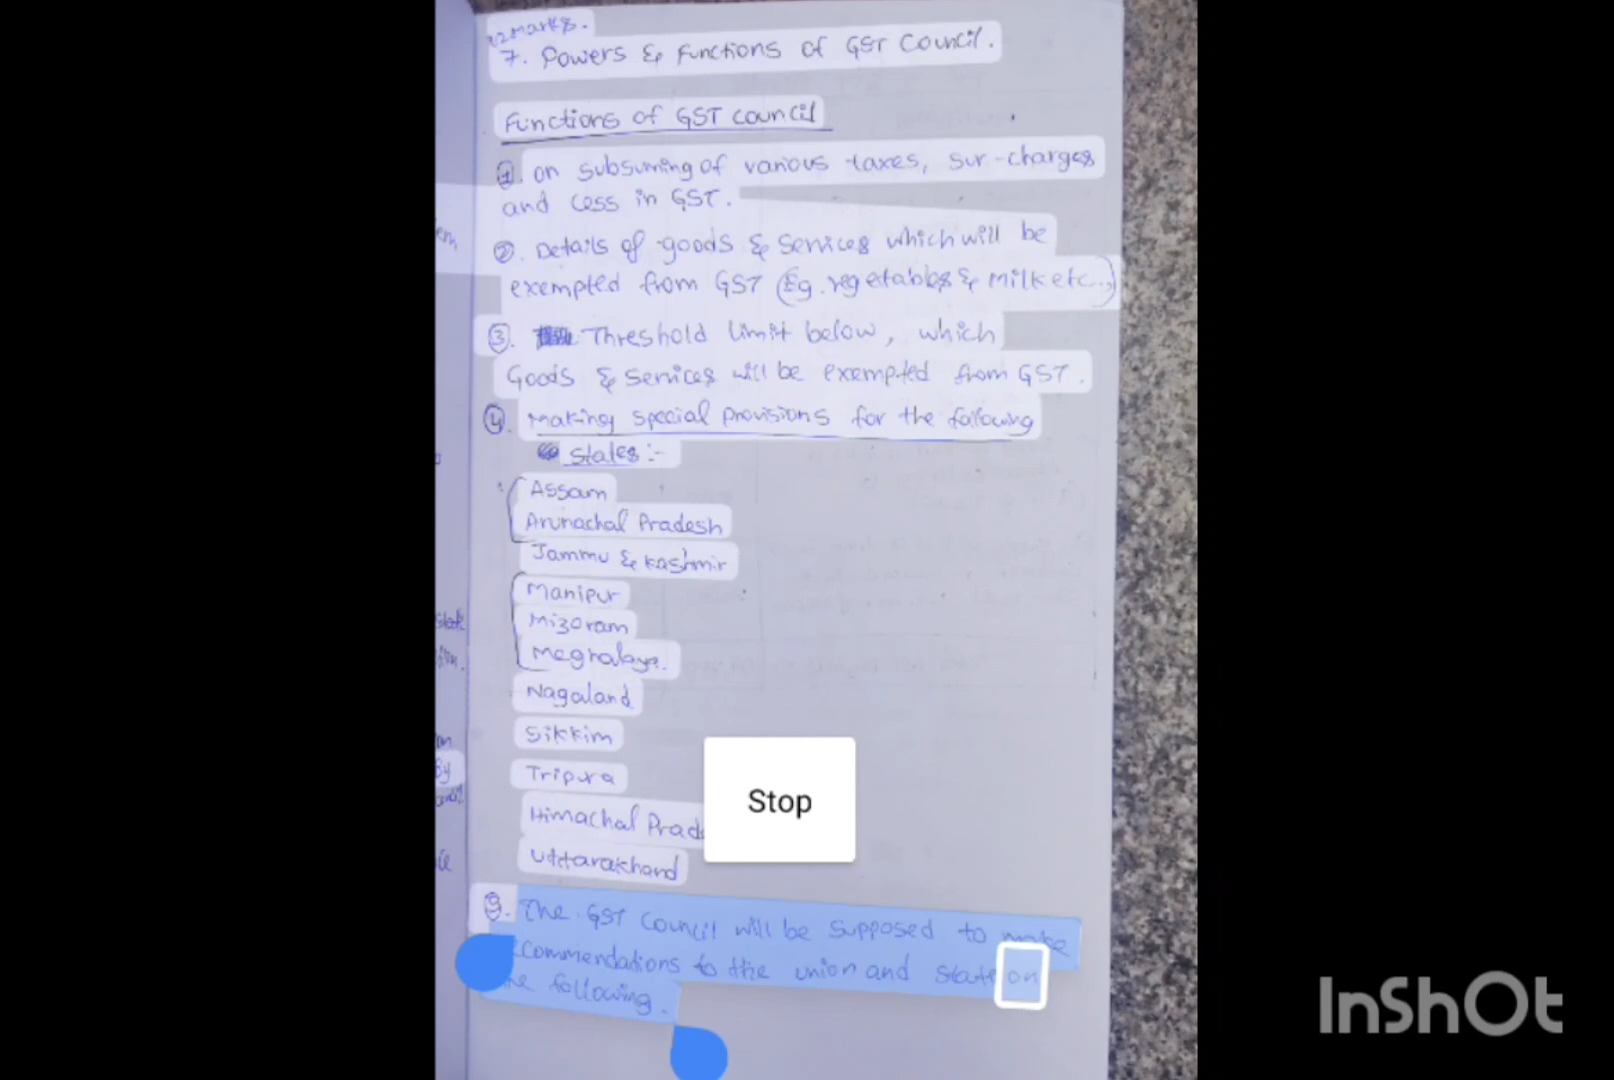 12 Marks.
7. Powers & Functions of GST Council.
Functions of GST council
1. on subsuming of various taxes, sur-charges
and cess in GST.
2. Details of goods & services which will be
exempted from GST (Eg. vegetables & Milk etc..,)
3. Threshold limit below, which
Goods & services will be exempted from GST.
4. Making special provisions for the following
States :-
Assam
Arunachal Pradesh
Jammu & Kashmir
Manipur
Mizoram
Megralaya.
Nagaland
Sikkim
Tripura
Himachal Prad
Uttarakhand
Stop
The GST Council will be supposed to make
commendations to the union and state on
the following.
InShOt